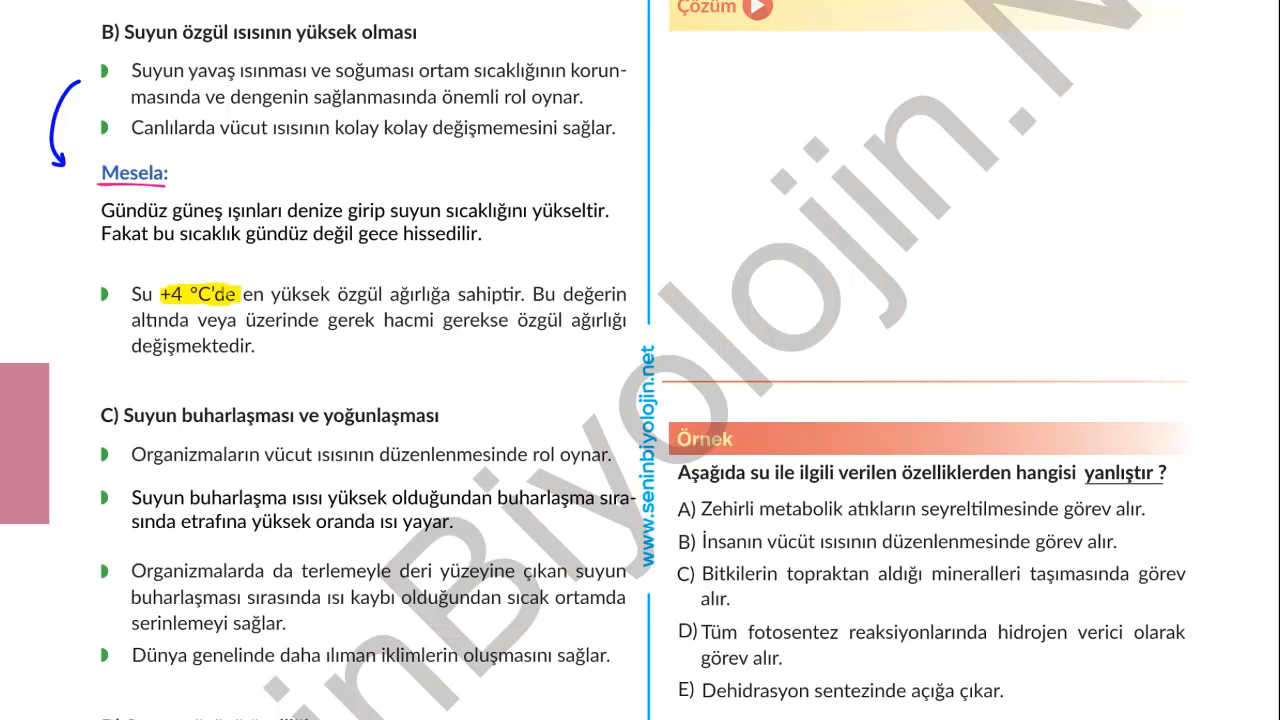 B) Suyun özgül ısısının yüksek olması
Suyun yavaş ısınması ve soğuması ortam sıcaklığının korun-
masında ve dengenin sağlanmasında önemli rol oynar.
Canlılarda vücut ısısının kolay kolay değişmemesini sağlar.
Mesela:
Gündüz güneş ışınları denize girip suyun sıcaklığını yükseltir.
Fakat bu sıcaklık gündüz değil gece hissedilir.
Su +4 °C'de en yüksek özgül ağırlığa sahiptir. Bu değerin
altında veya üzerinde gerek hacmi gerekse özgül ağırlığı
değişmektedir.
C) Suyun buharlaşması ve yoğunlaşması
Organizmaların vücut ısısının düzenlenmesinde rol oynar.
Suyun buharlaşma ısısı yüksek olduğundan buharlaşma sıra-
sında etrafına yüksek oranda ısı yayar.
Organizmalarda da terlemeyle deri yüzeyine çıkan suyun
buharlaşması sırasında ısı kaybı olduğundan sıcak ortamda
serinlemeyi sağlar.
Dünya genelinde daha ılıman iklimlerin oluşmasını sağlar.
www.seninbiyolojin.net
Çözüm
Örnek
Aşağıda su ile ilgili verilen özelliklerden hangisi yanlıştır ?
A) Zehirli metabolik atıkların seyreltilmesinde görev alır.
B) İnsanın vücüt ısısının düzenlenmesinde görev alır.
C) Bitkilerin topraktan aldığı mineralleri taşımasında görev
alır.
D) Tüm fotosentez reaksiyonlarında hidrojen verici olarak
görev alır.
E) Dehidrasyon sentezinde açığa çıkar.
inBiyolojin.N